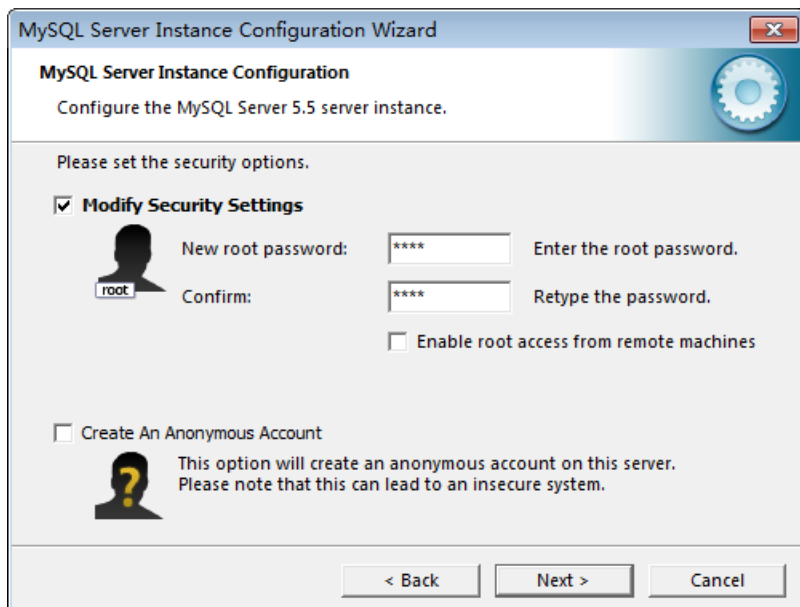 MySQL Server Instance Configuration Wizard
MySQL Server Instance Configuration
Configure the MySQL Server 5.5 server instance.
Please set the security options.
Modify Security Settings
New root password: **** Enter the root password.
root
Confirm: **** Retype the password.
Enable root access from remote machines
Create An Anonymous Account
?
This option will create an anonymous account on this server.
Please note that this can lead to an insecure system.
< Back Next > Cancel